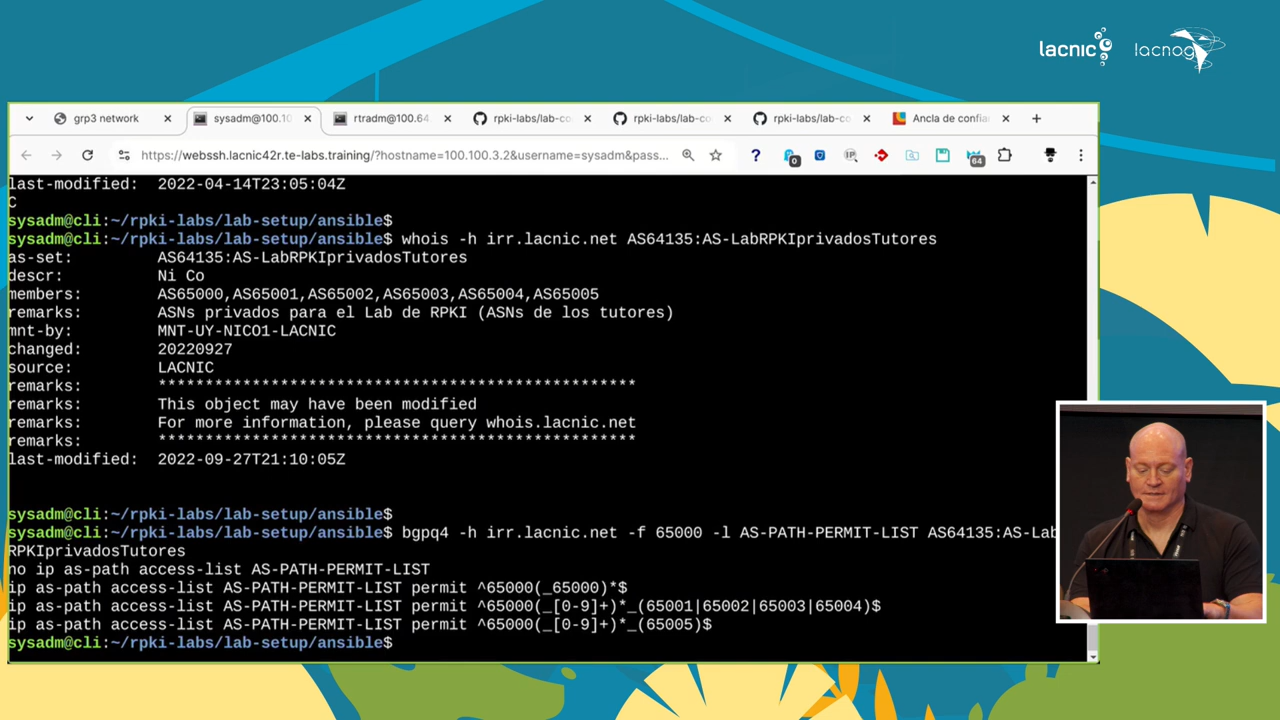 lacnic
lacnog
grp3 network
sysadm@100.10
rtradm@100.64.
rpki-labs/lab-co
rpki-labs/lab-co
rpki-labs/lab-co
Ancla de confia
https://webssh.lacnic42r.te-labs.training/?hostname=100.100.3.2&username=sysadm&pass...
0
IP
64
last-modified: 2022-04-14T23:05:04Z
C
sysadm@cli:~/rpki-labs/lab-setup/ansible$
sysadm@cli:~/rpki-labs/lab-setup/ansible$ whois -h irr.lacnic.net AS64135:AS-LabRPKIprivadosTutores
as-set: AS64135:AS-LabRPKIprivadosTutores
descr: Ni Co
members: AS65000,AS65001,AS65002,AS65003,AS65004,AS65005
remarks: ASNs privados para el Lab de RPKI (ASNs de los tutores)
mnt-by: MNT-UY-NICO1-LACNIC
changed: 20220927
source: LACNIC
remarks: ***************************************************
remarks: This object may have been modified
remarks: For more information, please query whois.lacnic.net
remarks: ***************************************************
last-modified: 2022-09-27T21:10:05Z
sysadm@cli:~/rpki-labs/lab-setup/ansible$
sysadm@cli:~/rpki-labs/lab-setup/ansible$ bgpq4 -h irr.lacnic.net -f 65000 -l AS-PATH-PERMIT-LIST AS64135:AS-Lab
RPKIprivadosTutores
no ip as-path access-list AS-PATH-PERMIT-LIST
ip as-path access-list AS-PATH-PERMIT-LIST permit ^65000(_65000)*$
ip as-path access-list AS-PATH-PERMIT-LIST permit ^65000(_[0-9]+)*_(65001|65002|65003|65004)$
ip as-path access-list AS-PATH-PERMIT-LIST permit ^65000(_[0-9]+)*_(65005)$
sysadm@cli:~/rpki-labs/lab-setup/ansible$